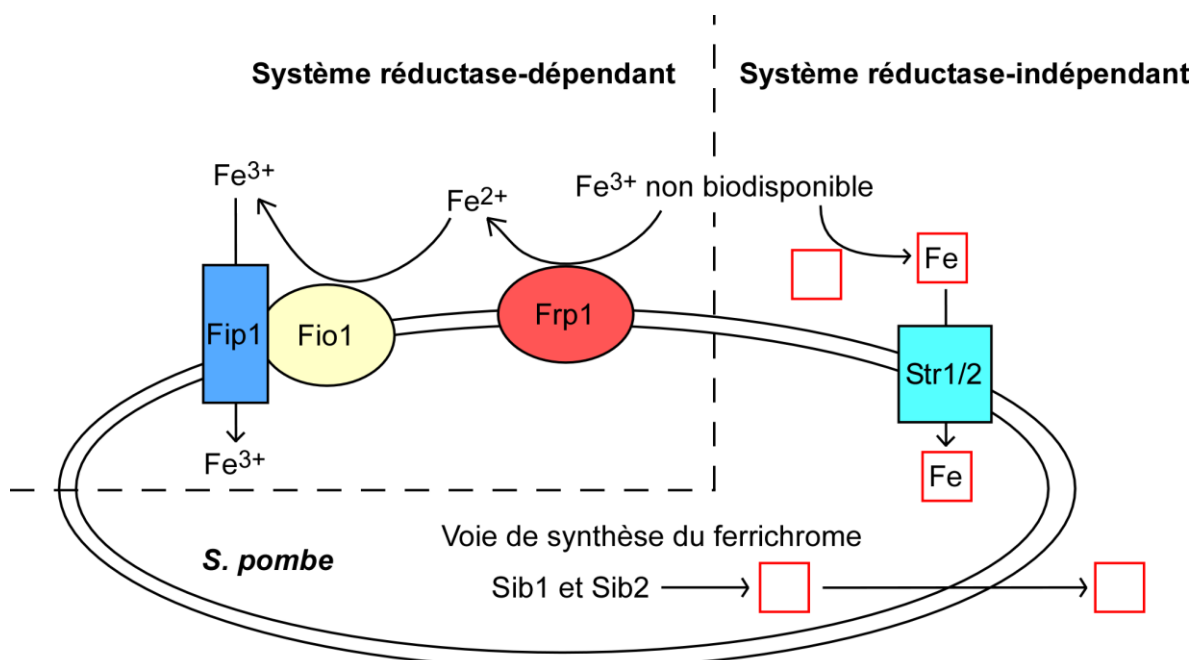 Système réductase-dépendant
Système réductase-indépendant
Fe3+
Fe2+
Fe3+ non biodisponible
Fe
Fip1
Fio1
Frp1
Str1/2
Fe3+
Fe
Voie de synthèse du ferrichrome
S. pombe
Sib1 et Sib2